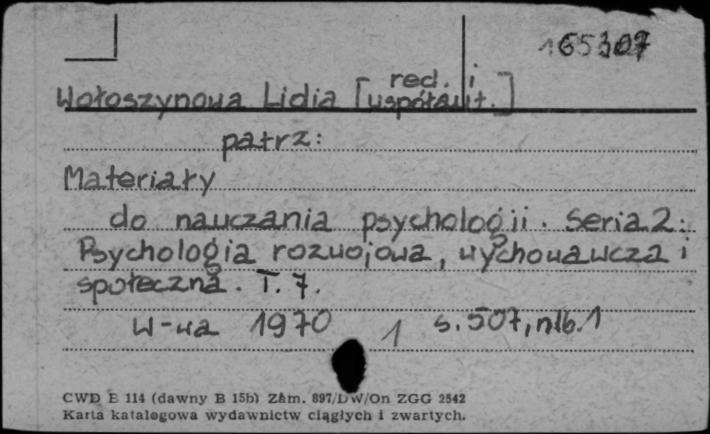 165307
red. i
Wołoszynowa Lidia [współaut.]
patrz:
Materiały
do nauczania psychologii. Seria 2:
Psychologia rozwojowa, wychowawcza i
społeczna. T. 7.
W-wa 1970 1 s. 507, nlb. 1
CWD E 114 (dawny B 15b) Zam. 897/DW/On ZGG 2542
Karta katalogowa wydawnictw ciągłych i zwartych.